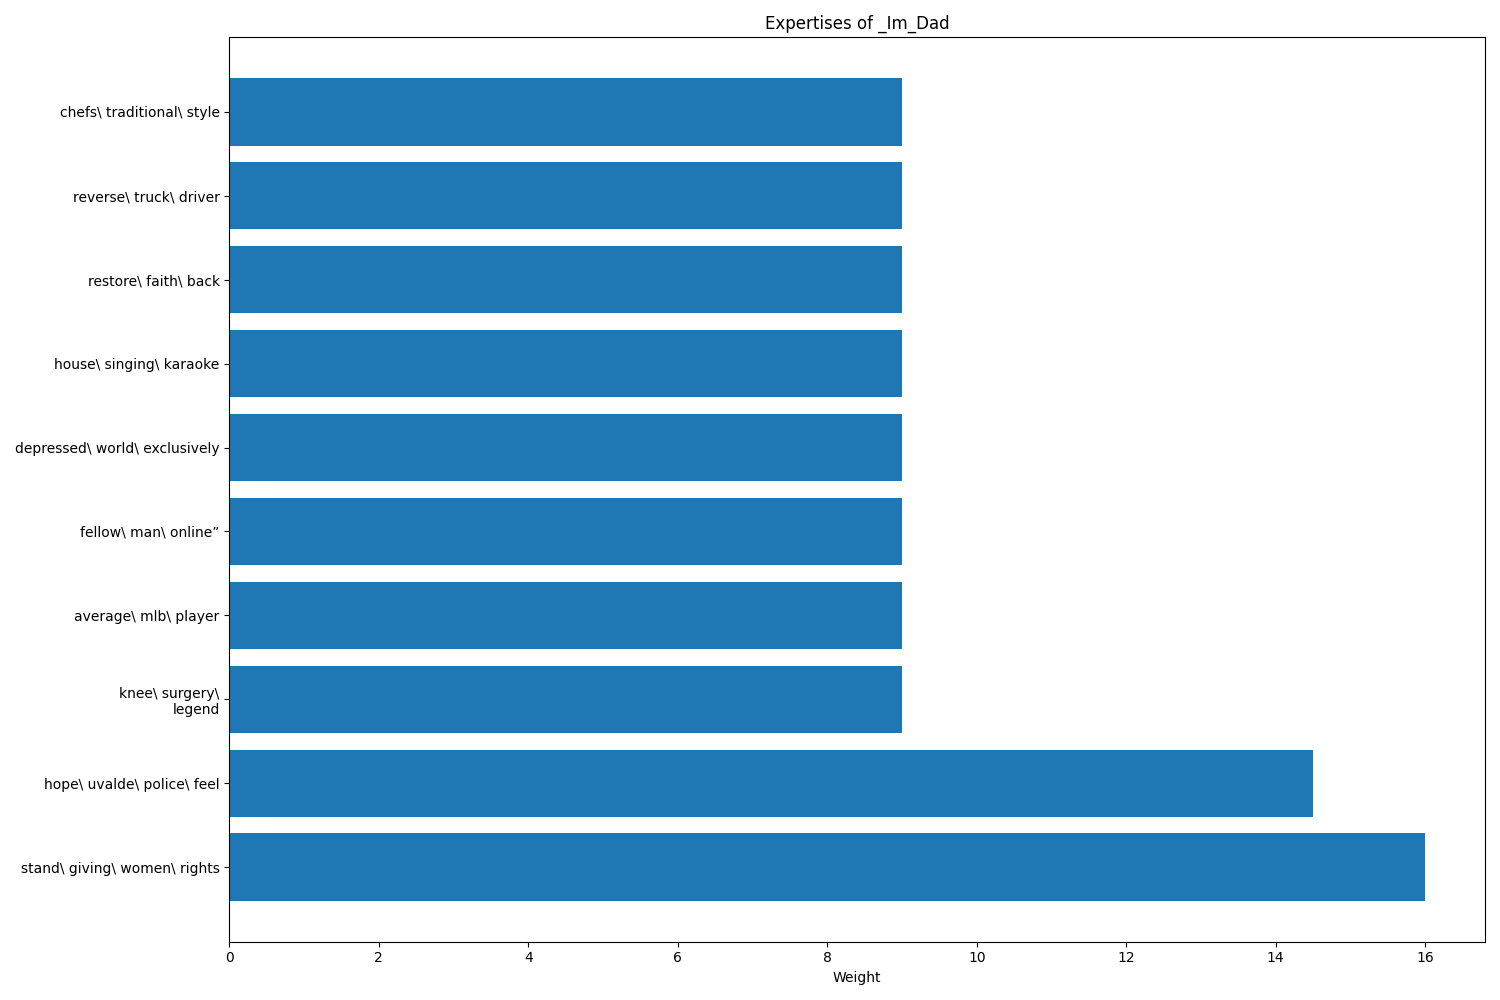 Expertises of _Im_Dad
chefs\ traditional\ style
reverse\ truck\ driver
restore\ faith\ back
house\ singing\ karaoke
depressed\ world\ exclusively
fellow\ man\ online”
average\ mlb\ player
knee\ surgery\
legend
hope\ uvalde\ police\ feel
stand\ giving\ women\ rights
0 2 4 6 8 10 12 14 16
Weight